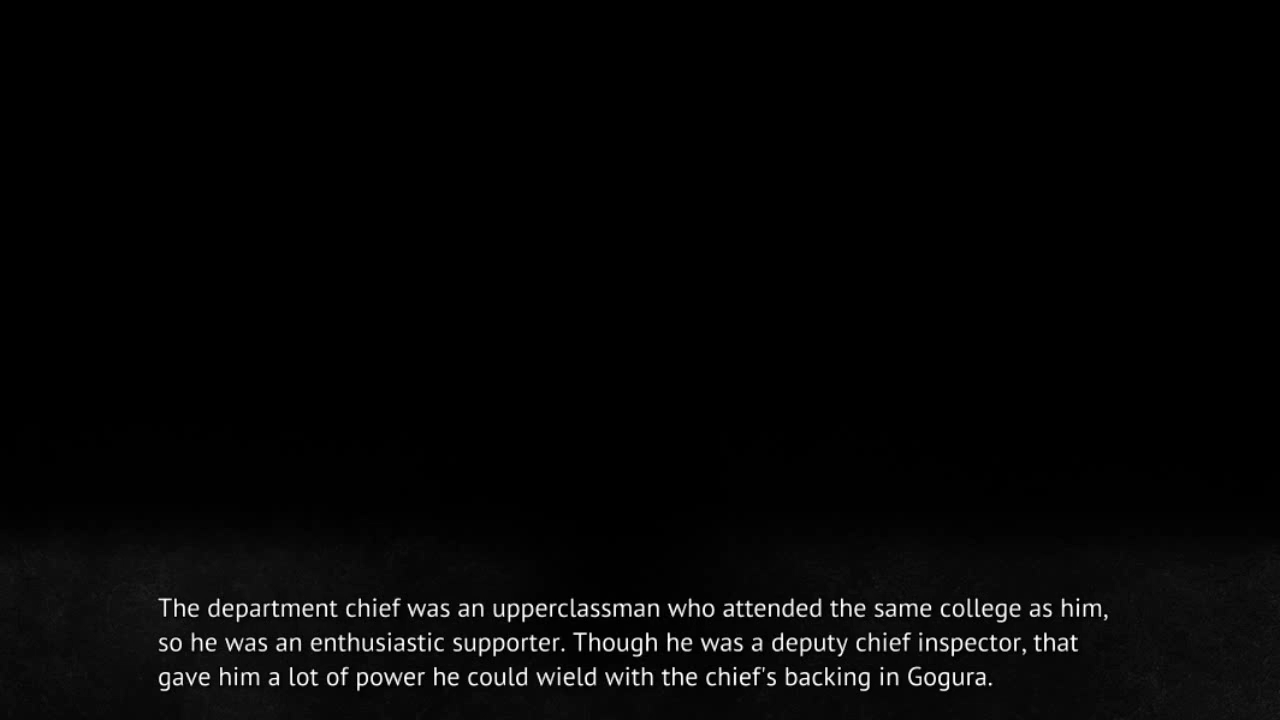 The department chief was an upperclassman who attended the same college as him,
so he was an enthusiastic supporter. Though he was a deputy chief inspector, that
gave him a lot of power he could wield with the chief's backing in Gogura.